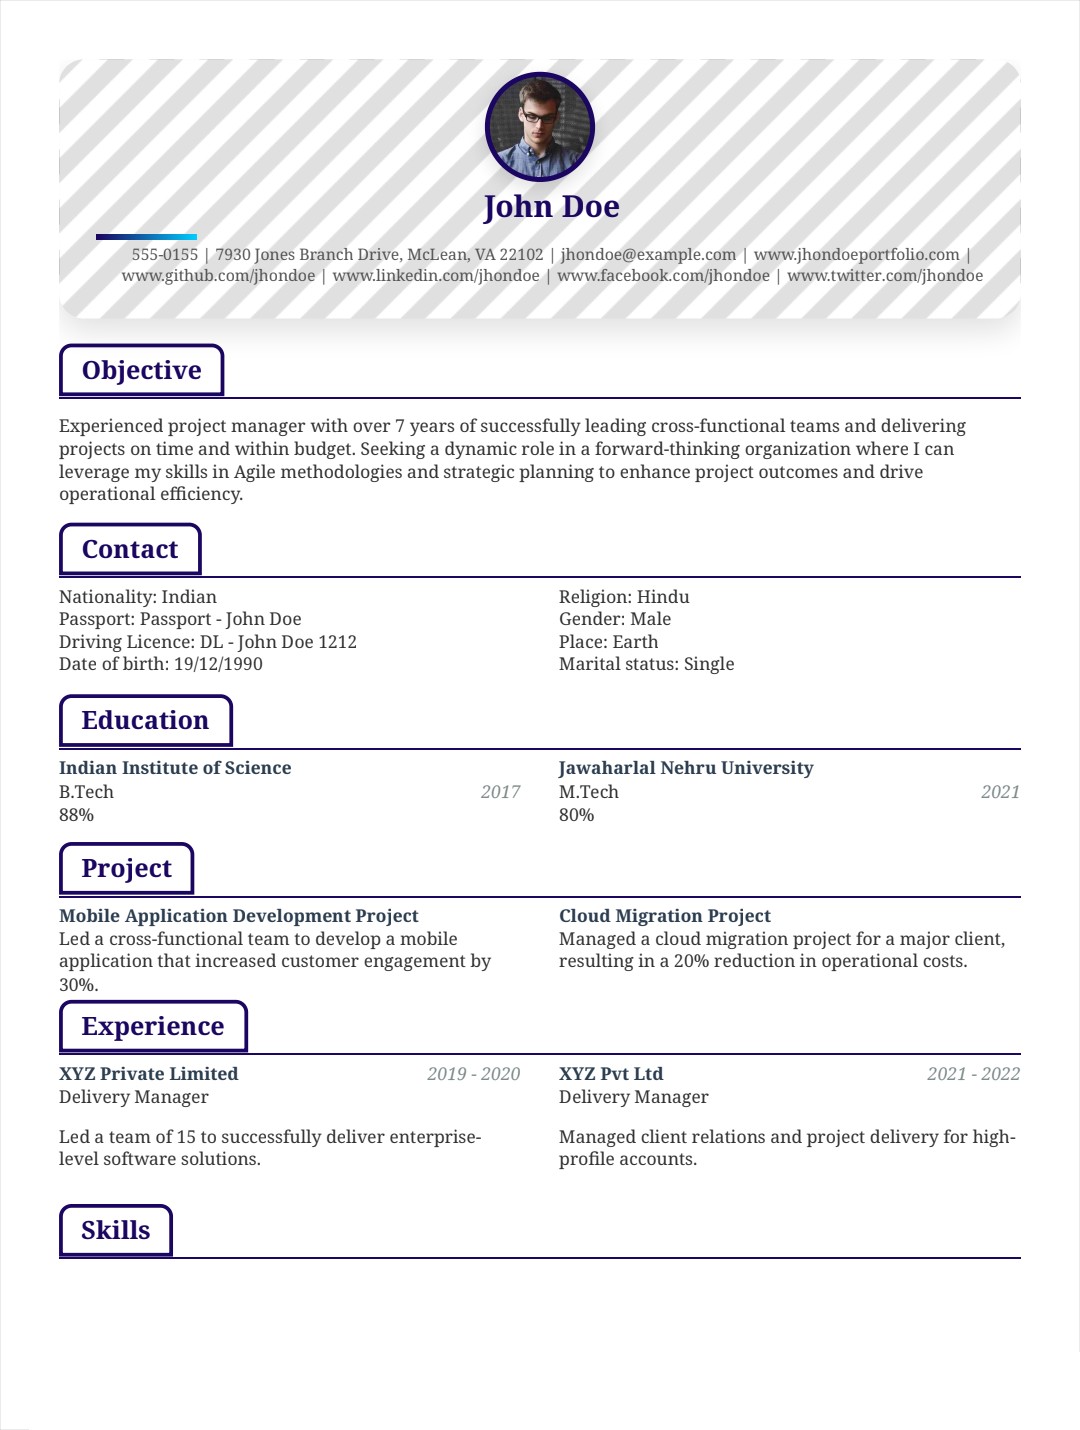 John Doe
555-0155 | 7930 Jones Branch Drive, McLean, VA 22102 | jhondoe@example.com | www.jhondoeportfolio.com |
www.github.com/jhondoe | www.linkedin.com/jhondoe | www.facebook.com/jhondoe | www.twitter.com/jhondoe
Objective
Experienced project manager with over 7 years of successfully leading cross-functional teams and delivering
projects on time and within budget. Seeking a dynamic role in a forward-thinking organization where I can
leverage my skills in Agile methodologies and strategic planning to enhance project outcomes and drive
operational efficiency.
Contact
Nationality: Indian
Passport: Passport - John Doe
Driving Licence: DL - John Doe 1212
Date of birth: 19/12/1990
Religion: Hindu
Gender: Male
Place: Earth
Marital status: Single
Education
Indian Institute of Science
B.Tech 2017
88%
Jawaharlal Nehru University
M.Tech 2021
80%
Project
Mobile Application Development Project
Led a cross-functional team to develop a mobile
application that increased customer engagement by
30%.
Cloud Migration Project
Managed a cloud migration project for a major client,
resulting in a 20% reduction in operational costs.
Experience
XYZ Private Limited 2019 - 2020
Delivery Manager
Led a team of 15 to successfully deliver enterprise-
level software solutions.
XYZ Pvt Ltd 2021 - 2022
Delivery Manager
Managed client relations and project delivery for high-
profile accounts.
Skills